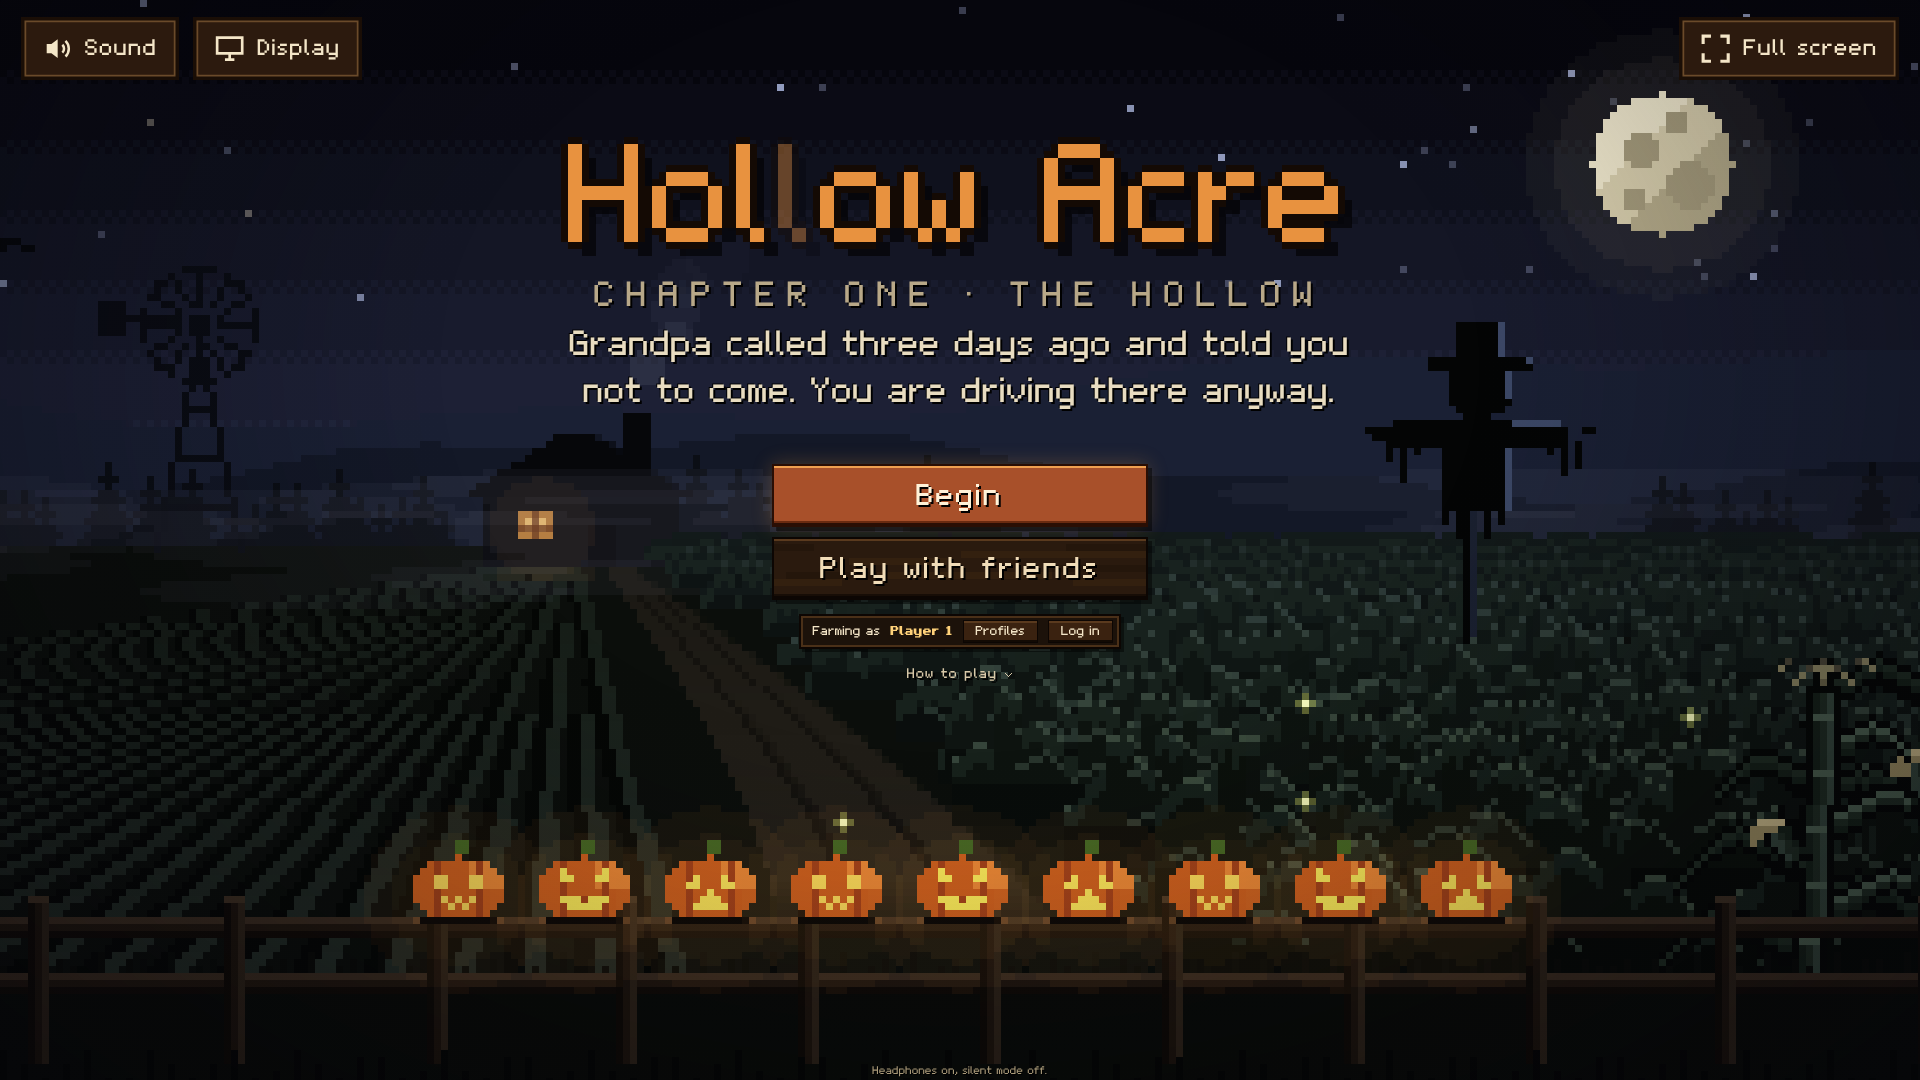 Sound
Display
Full screen
Hollow Acre
CHAPTER ONE · THE HOLLOW
Grandpa called three days ago and told you
not to come. You are driving there anyway.
Begin
Play with friends
Farming as Player 1 Profiles Log in
How to play
Headphones on, silent mode off.